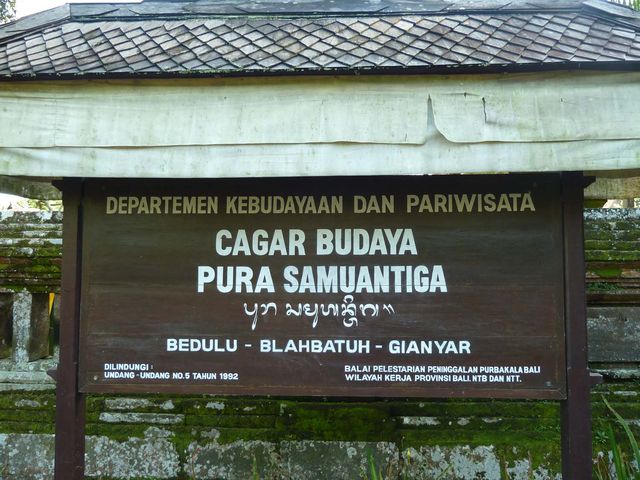 DEPARTEMEN KEBUDAYAAN DAN PARIWISATA
CAGAR BUDAYA
PURA SAMUANTIGA
BEDULU - BLAHBATUH - GIANYAR
DILINDUNGI :
UNDANG - UNDANG NO.5 TAHUN 1992
BALAI PELESTARIAN PENINGGALAN PURBAKALA BALI
WILAYAH KERJA PROVINSI BALI. NTB DAN NTT.